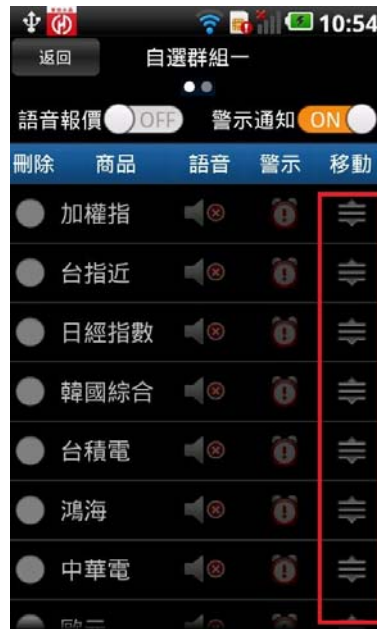 10:54
返回 自選群組一
語音報價 OFF 警示通知 ON
刪除 商品 語音 警示 移動
加權指
台指近
日經指數
韓國綜合
台積電
鴻海
中華電